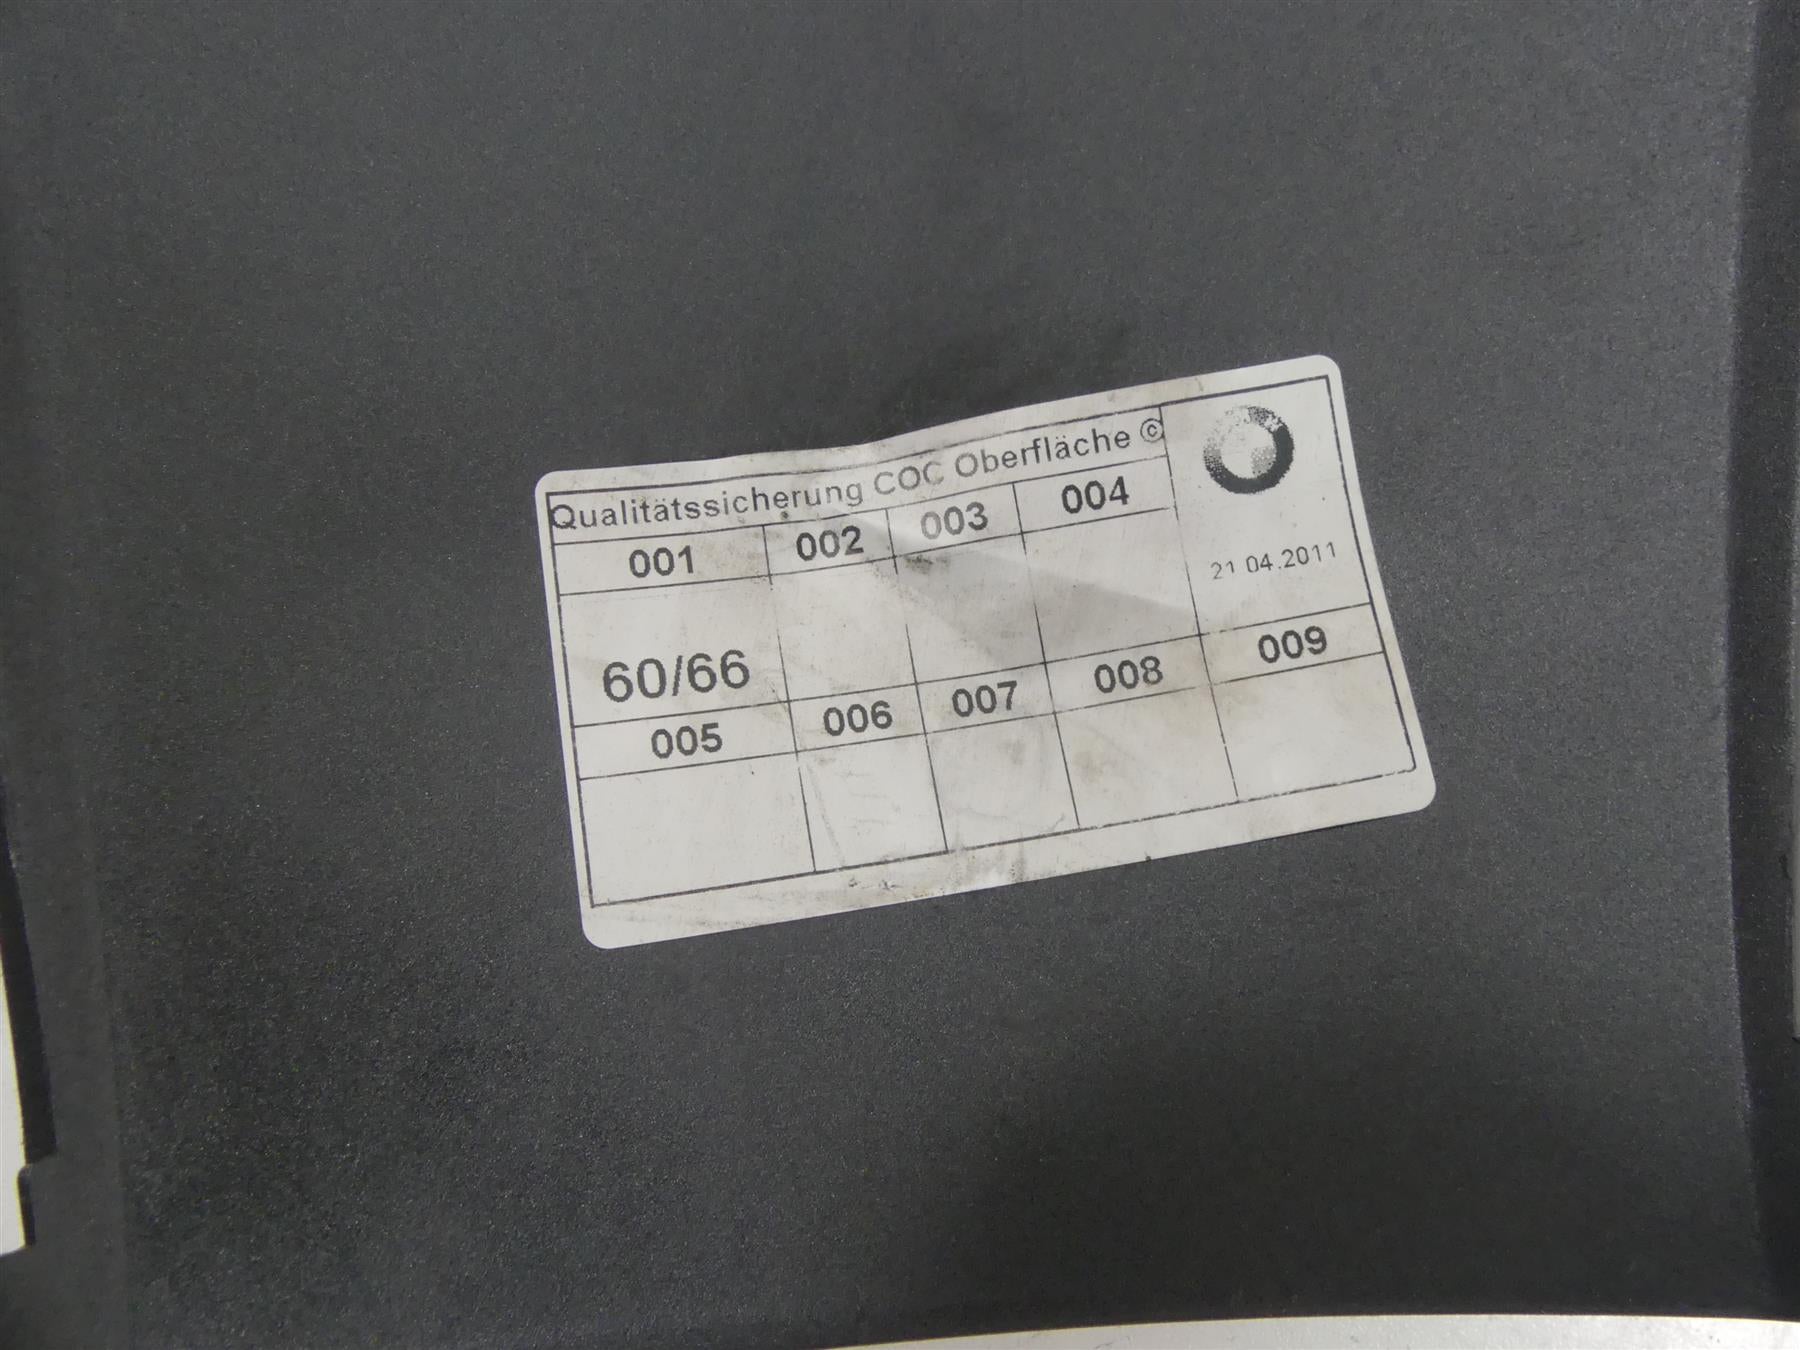 Qualitätssicherung COC Oberfläche ©
001 002 003 004
21.04.2011
60/66
005 006 007 008 009